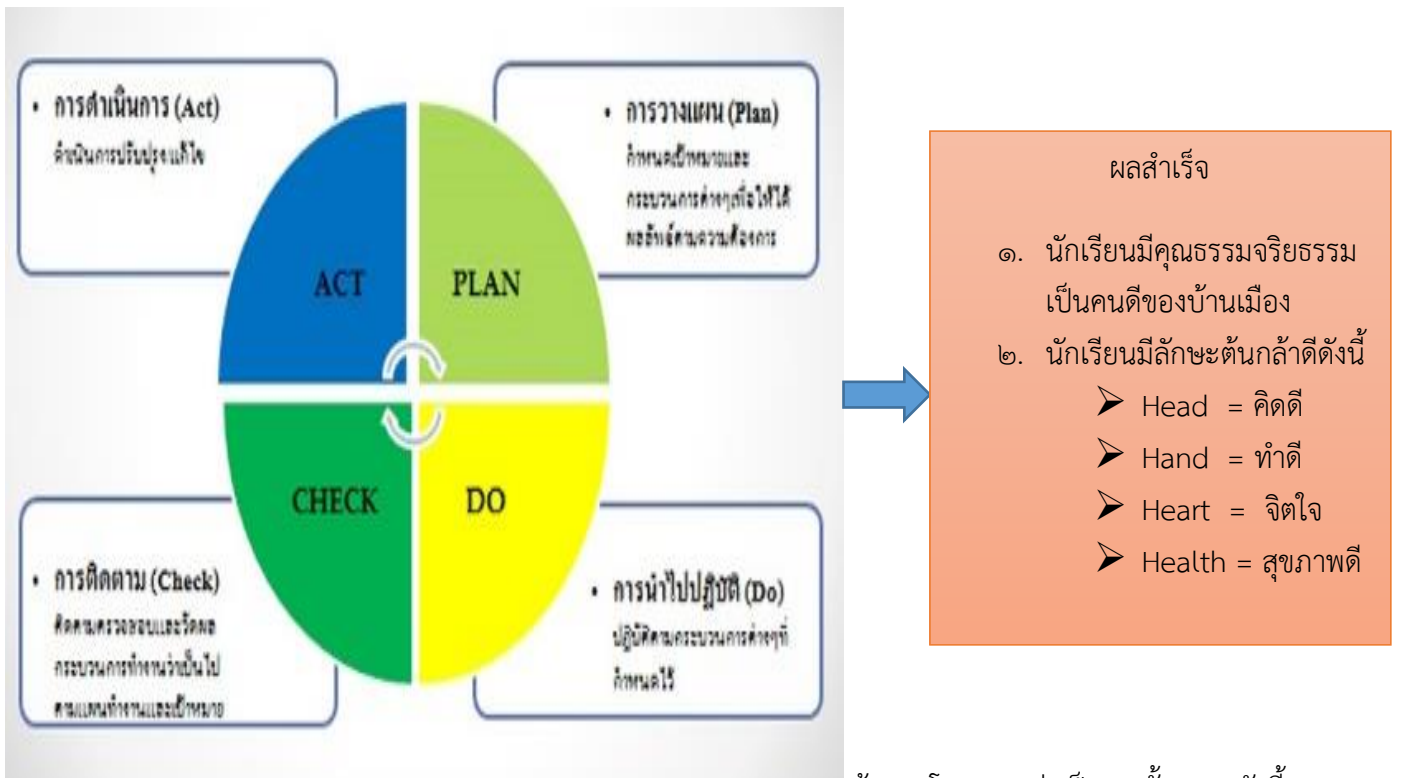 • การดำเนินการ (Act)
ดำเนินการปรับปรุงแก้ไข
• การวางแผน (Plan)
กำหนดเป้าหมายและ
กระบวนการต่างๆเพื่อให้ได้
ผลลัพธ์ตามความต้องการ
ACT
PLAN
CHECK
DO
• การติดตาม (Check)
ติดตามตรวจสอบและวัดผล
กระบวนการทำงานว่าเป็นไป
ตามแผนทำงานและเป้าหมาย
• การนำไปปฏิบัติ (Do)
ปฏิบัติตามกระบวนการต่างๆที่
กำหนดไว้
ผลสำเร็จ
๑. นักเรียนมีคุณธรรมจริยธรรม
เป็นคนดีของบ้านเมือง
๒. นักเรียนมีลักษะต้นกล้าดีดังนี้
➤ Head = คิดดี
➤ Hand = ทำดี
➤ Heart = จิตใจ
➤ Health = สุขภาพดี